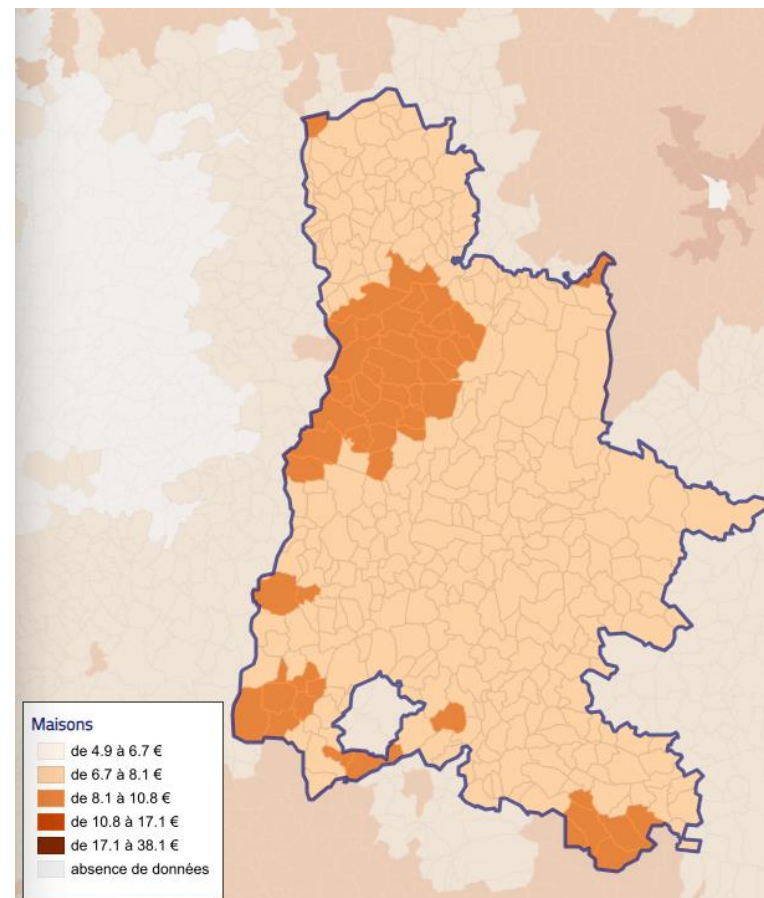 Maisons
de 4.9 à 6.7 €
de 6.7 à 8.1 €
de 8.1 à 10.8 €
de 10.8 à 17.1 €
de 17.1 à 38.1 €
absence de données